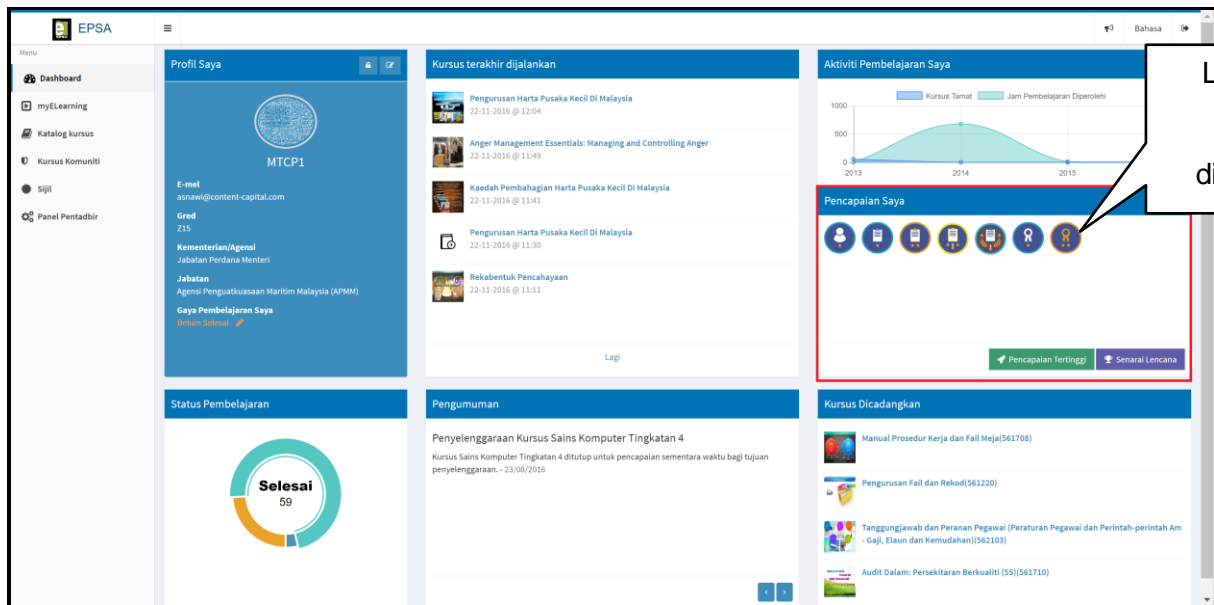 EPSA
Bahasa
Menu
Dashboard
myELearning
Katalog kursus
Kursus Komuniti
Sijil
Panel Pentadbir
Profil Saya
MTCP1
E-mel
asnawi@content-capital.com
Gred
Z15
Kementerian/Agensi
Jabatan Perdana Menteri
Jabatan
Agensi Penguatkuasaan Maritim Malaysia (APMM)
Gaya Pembelajaran Saya
Belum Selesai
Kursus terakhir dijalankan
Pengurusan Harta Pusaka Kecil Di Malaysia
22-11-2016 @ 12:04
Anger Management Essentials: Managing and Controlling Anger
22-11-2016 @ 11:49
Kaedah Pembahagian Harta Pusaka Kecil Di Malaysia
22-11-2016 @ 11:41
Pengurusan Harta Pusaka Kecil Di Malaysia
22-11-2016 @ 11:30
Rekabentuk Pencahayaan
22-11-2016 @ 11:11
Lagi
Aktiviti Pembelajaran Saya
Kursus Tamat
Jam Pembelajaran Diperolehi
1000
500
0
2013
2014
2015
L
di
Pencapaian Saya
Pencapaian Tertinggi
Senarai Lencana
Status Pembelajaran
Selesai
59
Pengumuman
Penyelenggaraan Kursus Sains Komputer Tingkatan 4
Kursus Sains Komputer Tingkatan 4 ditutup untuk pencapaian sementara waktu bagi tujuan
penyelenggaraan. - 23/08/2016
Kursus Dicadangkan
Manual Prosedur Kerja dan Fail Meja(561708)
Pengurusan Fail dan Rekod(561220)
Tanggungjawab dan Peranan Pegawai (Peraturan Pegawai dan Perintah-perintah Am
- Gaji, Elaun dan Kemudahan)(562103)
Audit Dalam: Persekitaran Berkualiti (5S)(561710)